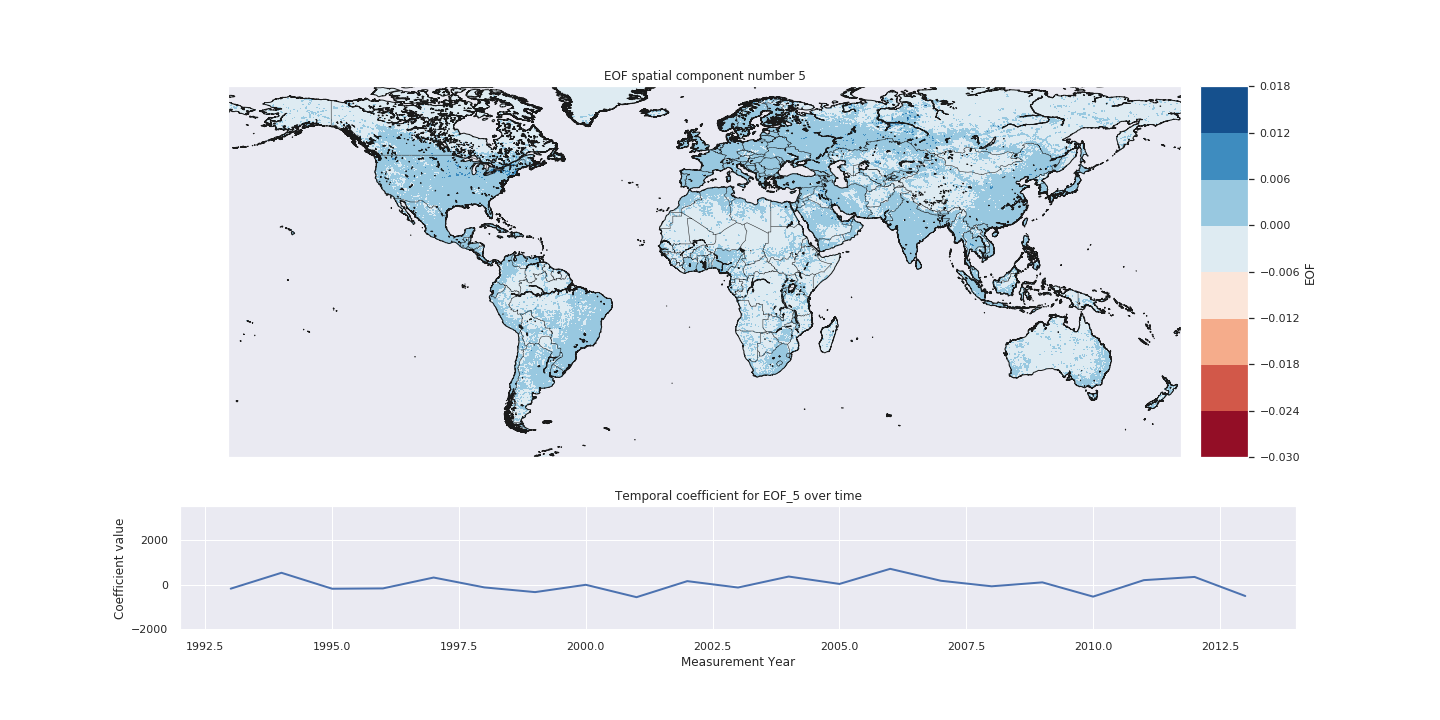 EOF spatial component number 5
0.018
0.012
0.006
0.000
−0.006
−0.012
−0.018
−0.024
−0.030
EOF
Temporal coefficient for EOF_5 over time
Coefficient value
2000
0
−2000
1992.5 1995.0 1997.5 2000.0 2002.5 2005.0 2007.5 2010.0 2012.5
Measurement Year